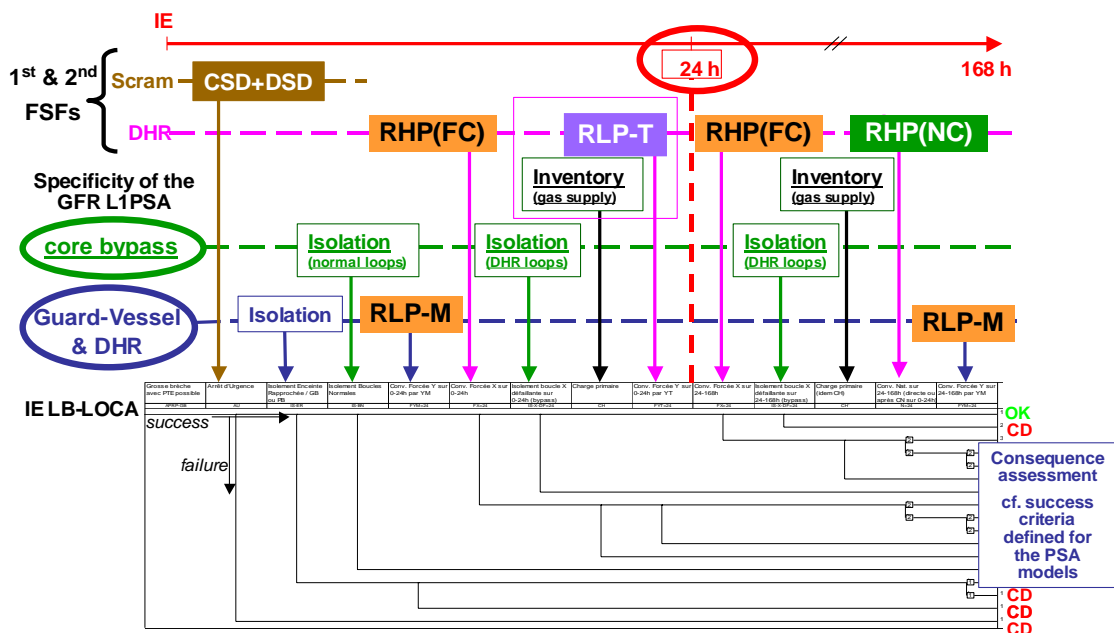 IE
24 h
168 h
1st & 2nd
FSFs
Scram
CSD+DSD
DHR
RHP(FC)
RLP-T
RHP(FC)
RHP(NC)
Specificity of the
GFR L1PSA
Inventory
(gas supply)
Inventory
(gas supply)
core bypass
Isolation
(normal loops)
Isolation
(DHR loops)
Isolation
(DHR loops)
Guard-Vessel
& DHR
Isolation
RLP-M
RLP-M
Grosse brèche
avec PTE possible
Arrêt d'Urgence
Isolement Enceinte
Rapprochée / GB
ou PB
Isolement Boucles
Normales
Conv. Forcée Y sur
0-24h par YM
Conv. Forcée X sur
0-24h
Isolement boucle X
défaillante sur
0-24h (bypass)
Charge primaire
Conv. Forcée Y sur
0-24h par YT
Conv. Forcée X sur
24-168h
Isolement boucle X
défaillante sur
24-168h (bypass)
Charge primaire
(idem CH)
Conv. Nat. sur
24-168h (directe ou
après CN sur 0-24h)
Conv. Forcée Y sur
24-168h par YM
AU
CH
IE LB-LOCA
success
failure
OK
CD
Consequence
assessment
cf. success
criteria
defined for
the PSA
models
CD
CD
CD